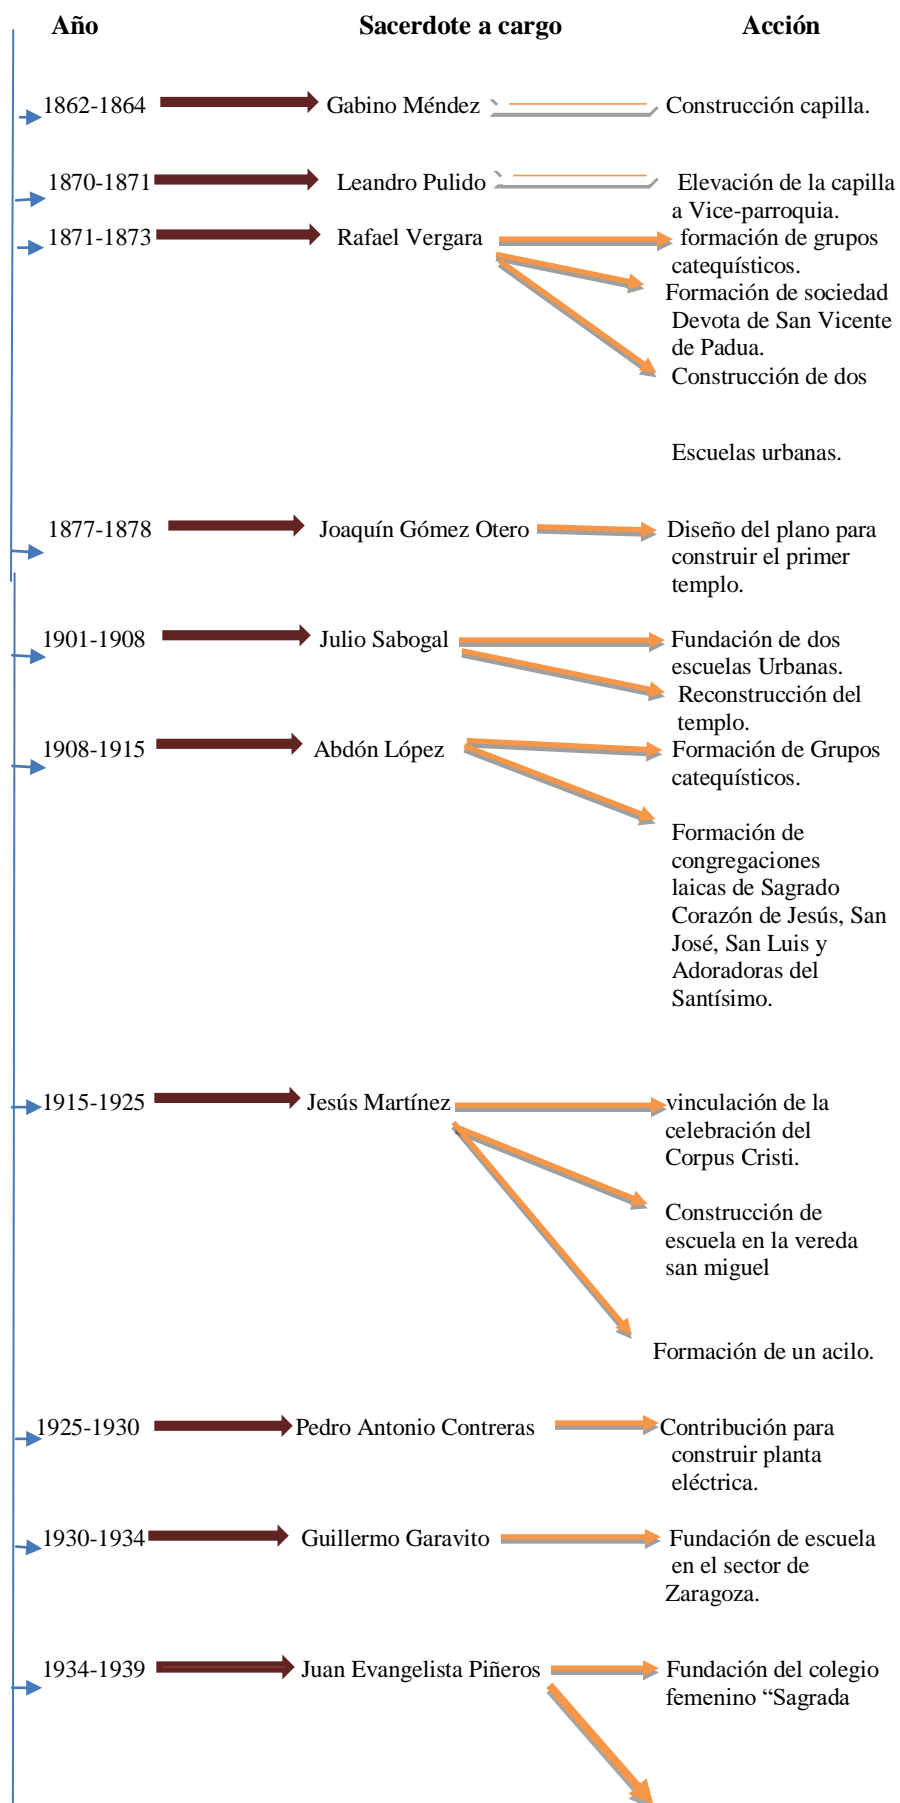 Año Sacerdote a cargo Acción
1862-1864 Gabino Méndez Construcción capilla.
1870-1871 Leandro Pulido Elevación de la capilla
a Vice-parroquia.
1871-1873 Rafael Vergara formación de grupos
catequísticos.
Formación de sociedad
Devota de San Vicente
de Padua.
Construcción de dos
Escuelas urbanas.
1877-1878 Joaquín Gómez Otero Diseño del plano para
construir el primer
templo.
1901-1908 Julio Sabogal Fundación de dos
escuelas Urbanas.
Reconstrucción del
templo.
1908-1915 Abdón López Formación de Grupos
catequísticos.
Formación de
congregaciones
laicas de Sagrado
Corazón de Jesús, San
José, San Luis y
Adoradoras del
Santísimo.
1915-1925 Jesús Martínez vinculación de la
celebración del
Corpus Cristi.
Construcción de
escuela en la vereda
san miguel
Formación de un acilo.
1925-1930 Pedro Antonio Contreras Contribución para
construir planta
eléctrica.
1930-1934 Guillermo Garavito Fundación de escuela
en el sector de
Zaragoza.
1934-1939 Juan Evangelista Piñeros Fundación del colegio
femenino “Sagrada